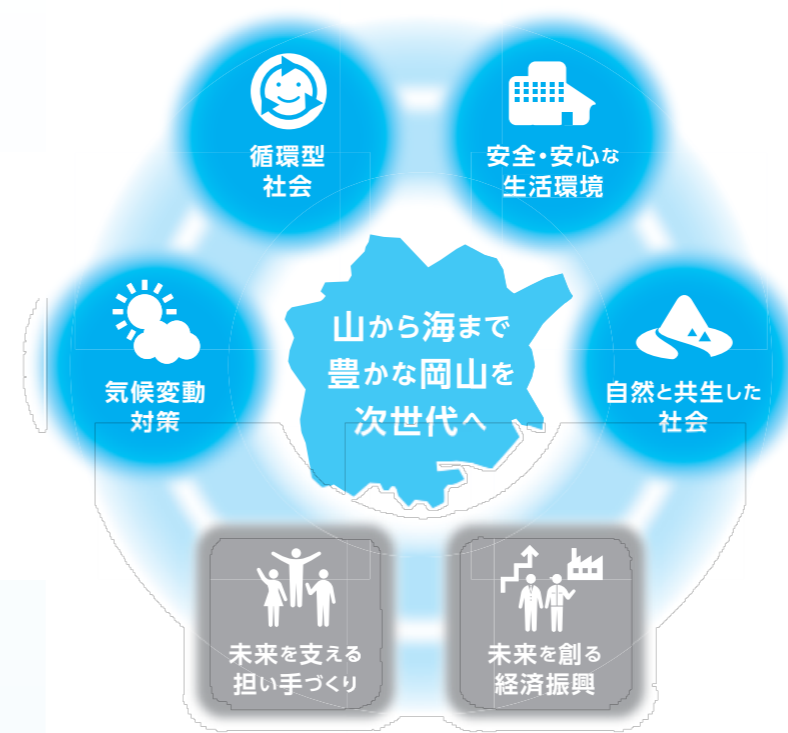 循環型
社会
安全・安心な
生活環境
山から海まで
豊かな岡山を
次世代へ
気候変動
対策
自然と共生した
社会
未来を支える
担い手づくり
未来を創る
経済振興